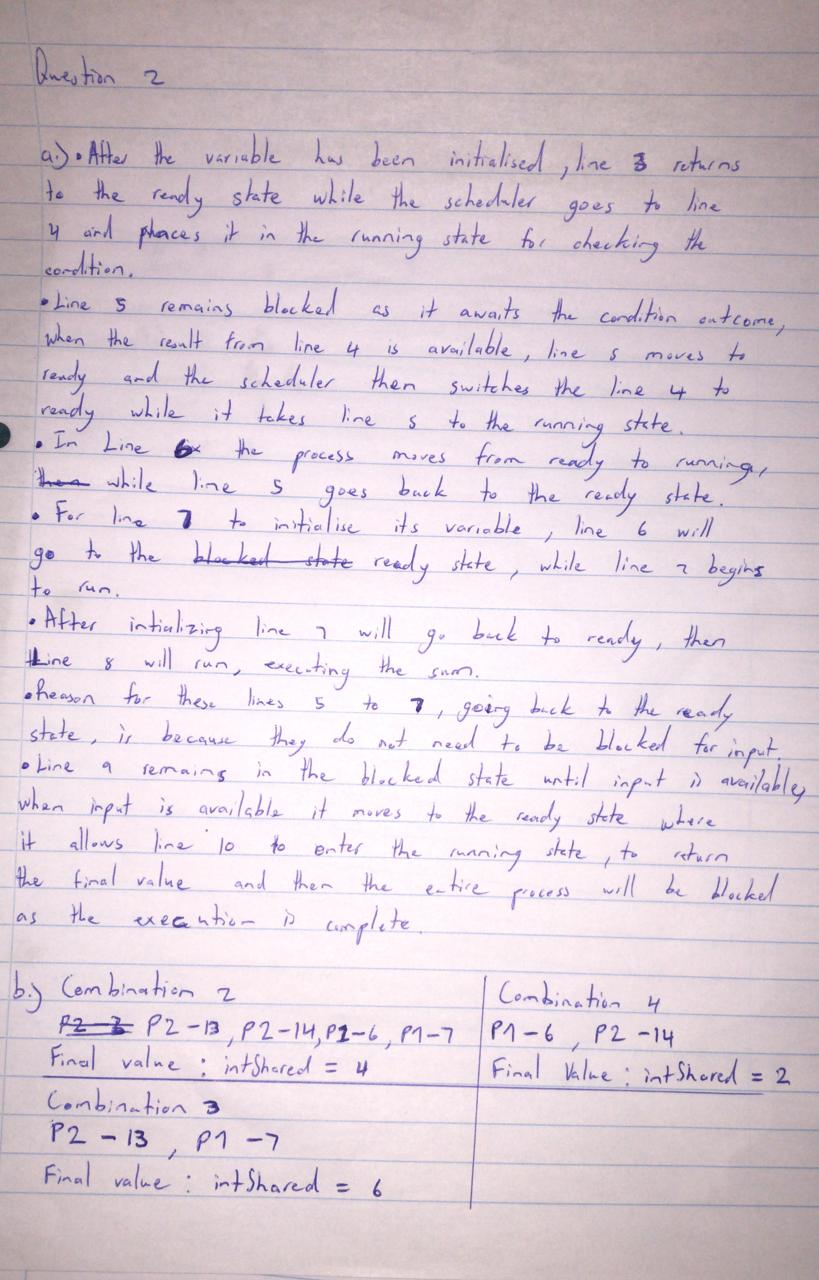 Question 2
a.) • After the variable has been initialised, line 3 returns
to the ready state while the scheduler goes to line
4 and places it in the running state for checking the
condition.
• Line 5 remains blocked as it awaits the condition outcome,
when the result from line 4 is available, line 5 moves to
ready and the scheduler then switches the line 4 to
ready while it takes line 5 to the running state.
• In Line 6 the process moves from ready to running,
then while line 5 goes back to the ready state.
• For line 7 to initialise its variable, line 6 will
go to the blocked state ready state, while line 7 begins
to run.
• After intializing line 7 will go back to ready, then
Line 8 will run, executing the sum.
• Reason for these lines 5 to 7, going back to the ready
state, is because they do not need to be blocked for input.
• Line 9 remains in the blocked state until input is available,
when input is available it moves to the ready state where
it allows line 10 to enter the running state, to return
the final value and then the entire process will be blocked
as the execution is complete.
b.) Combination 2
P2-13, P2-14, P1-6, P1-7
Final value : intShared = 4
Combination 3
P2 - 13 , P1 - 7
Final value : intShared = 6
Combination 4
P1-6 , P2 -14
Final Value : intShared = 2